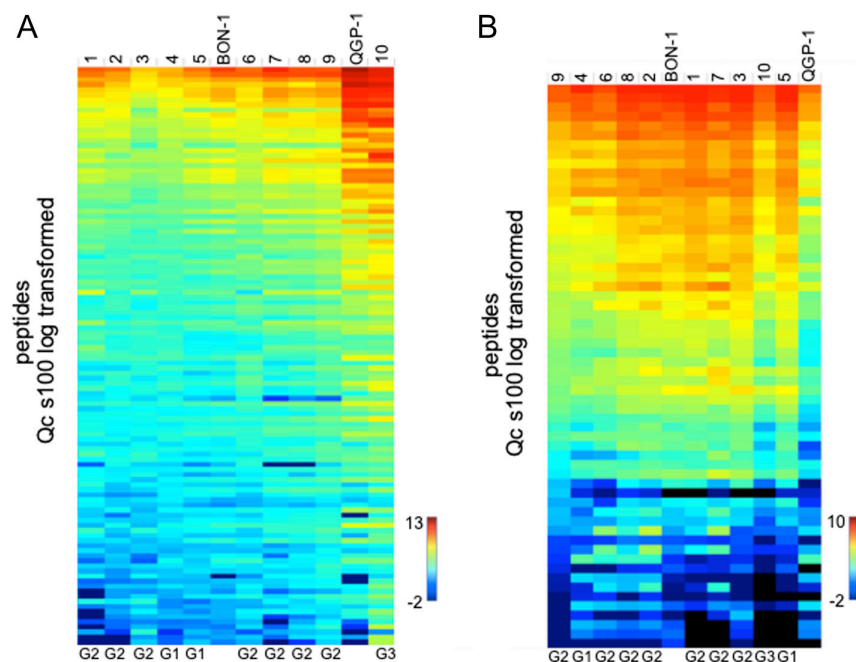 A
1 2 3 4 5 BON-1 6 7 8 9 QGP-1 10
peptides
Qc s100 log transformed
13
-2
G2 G2 G2 G1 G1 G2 G2 G2 G2 G3
B
9 4 6 8 2 BON-1 1 7 3 10 5 QGP-1
peptides
Qc s100 log transformed
10
-2
G2 G1 G2 G2 G2 G2 G2 G2 G3 G1